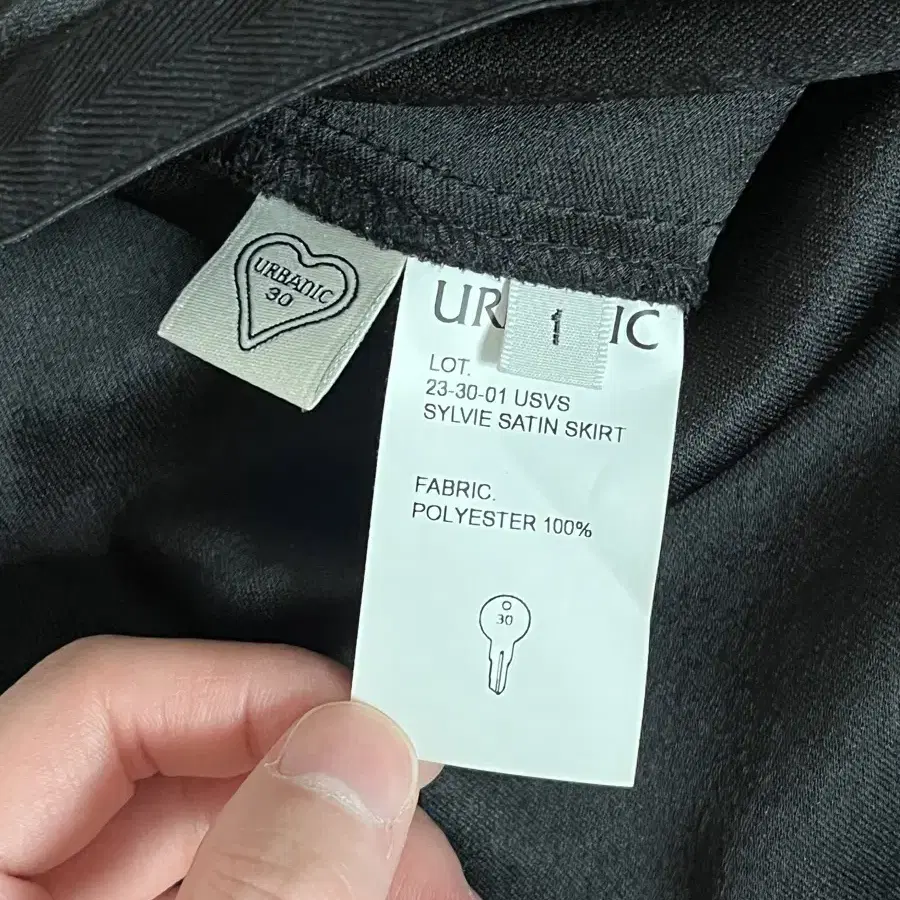 URBANIC
30
UR IC
1
LOT.
23-30-01 USVS
SYLVIE SATIN SKIRT
FABRIC.
POLYESTER 100%
30